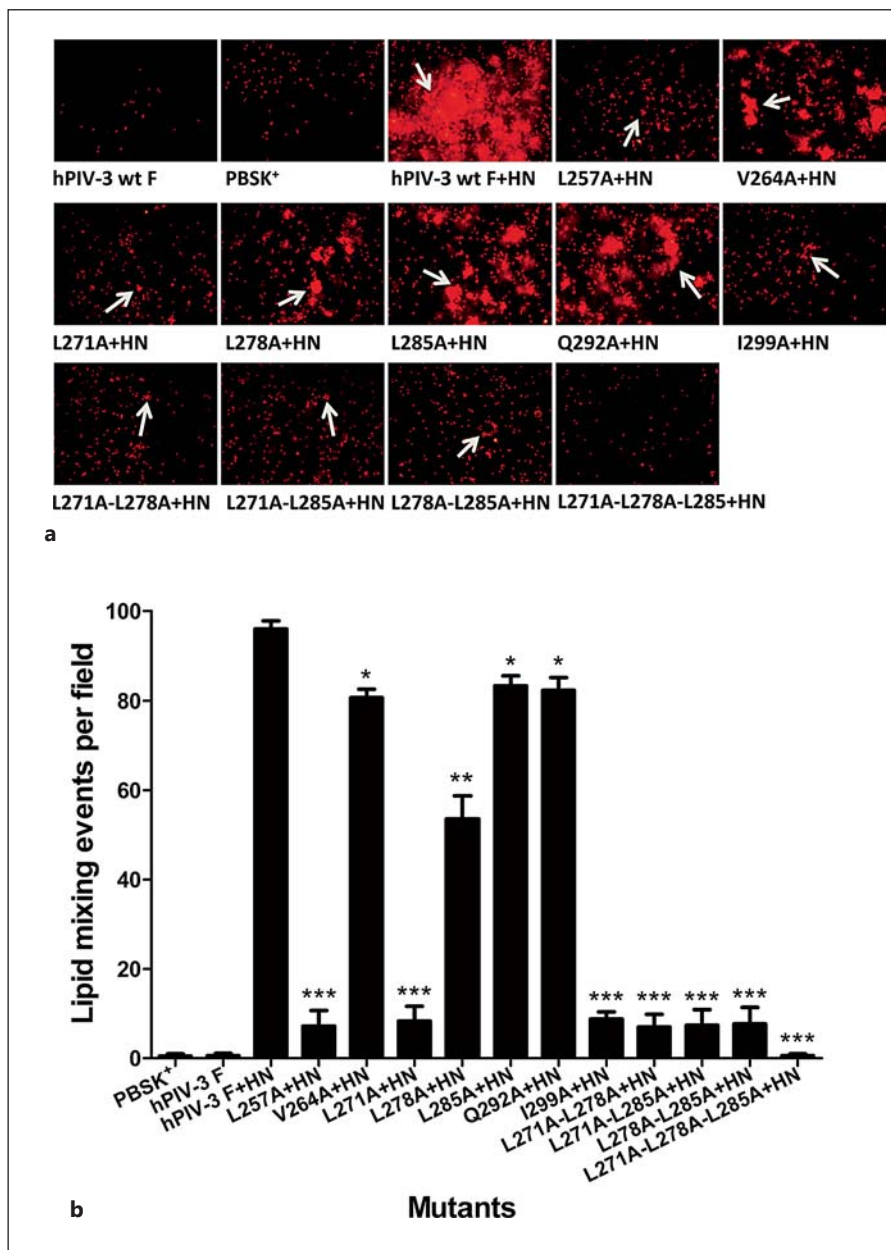 hPIV-3 wt F
PBSK+
hPIV-3 wt F+HN
L257A+HN
V264A+HN
L271A+HN
L278A+HN
L285A+HN
Q292A+HN
I299A+HN
L271A-L278A+HN
L271A-L285A+HN
L278A-L285A+HN
L271A-L278A-L285+HN
a
Lipid mixing events per field
100
80
60
40
20
0
***
*
***
**
*
*
***
***
***
***
***
PBSK+
hPIV-3 F
hPIV-3 F+HN
L257A+HN
V264A+HN
L271A+HN
L278A+HN
L285A+HN
Q292A+HN
I299A+HN
L271A-L278A+HN
L271A-L285A+HN
L278A-L285A+HN
L271A-L278A-L285A+HN
b
Mutants